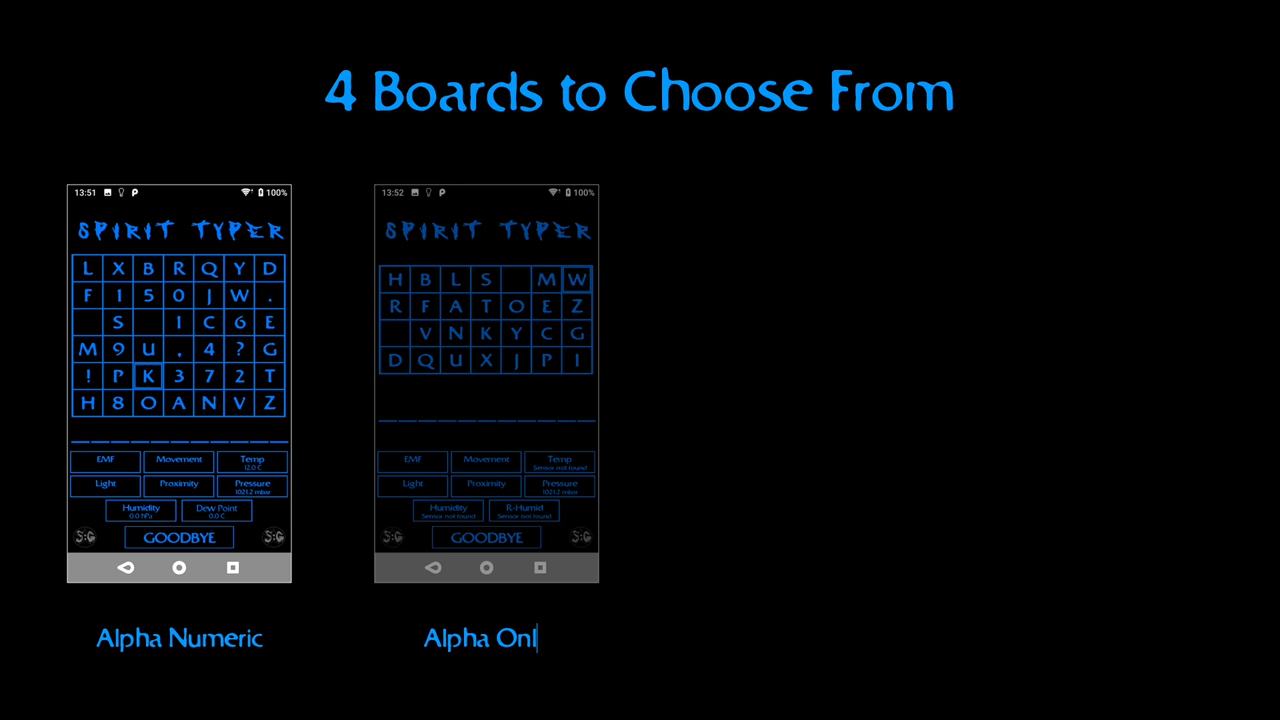 4 Boards to Choose From
13:51 100%
SPIRIT TYPER
L X B R Q Y D
F 1 5 0 J W .
S I C 6 E
M 9 U , 4 ? G
! P K 3 7 2 T
H 8 O A N V Z
EMF Movement Temp
12.0 C
Light Proximity Pressure
1021.2 mbar
Humidity Dew Point
0.0 hPa 0.0 C
S:G GOODBYE S:G
Alpha Numeric
13:52 100%
SPIRIT TYPER
H B L S M W
R F A T O E Z
V N K Y C G
D Q U X J P I
EMF Movement Temp
Sensor not found
Light Proximity Pressure
1021.2 mbar
Humidity R-Humid
Sensor not found Sensor not found
S:G GOODBYE S:G
Alpha Onl